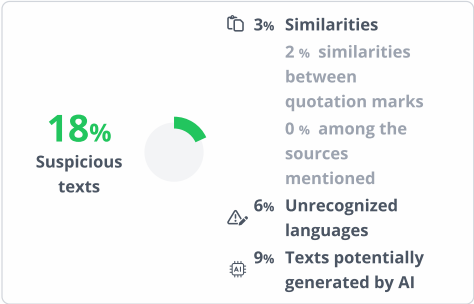 18%
Suspicious
texts
3% Similarities
2 % similarities
between
quotation marks
0 % among the
sources
mentioned
6% Unrecognized
languages
AI
9% Texts potentially
generated by AI